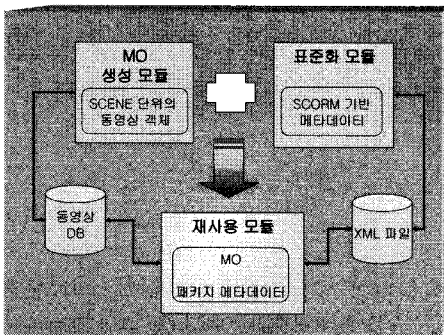 MO
생성 모듈
SCENE 단위의
동영상 객체
표준화 모듈
SCORM 기반
메타데이터
동영상
DB
재사용 모듈
MO
패키지 메타데이터
XML 파일